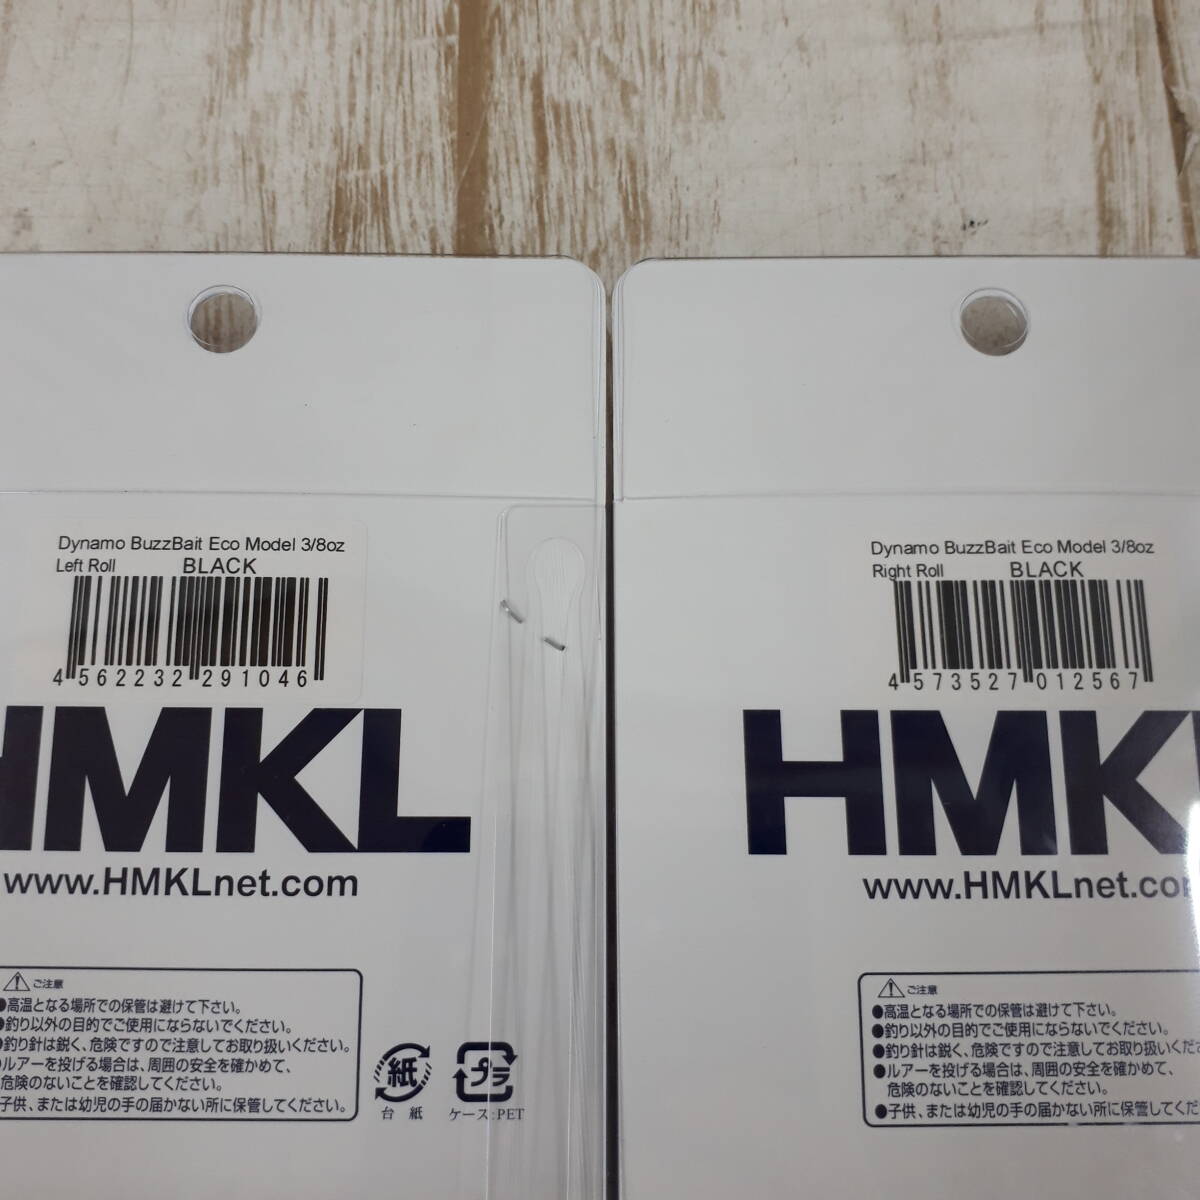 Dynamo BuzzBait Eco Model 3/8oz
Left Roll BLACK
4 562232 291046
HMKL
www.HMKLnet.com
ご注意
●高温となる場所での保管は避けて下さい。
●釣り以外の目的でご使用にならないでください。
●釣り針は鋭く、危険ですので注意してお取り扱いください。
●ルアーを投げる場合は、周囲の安全を確かめて、
危険のないことを確認してください。
●子供、または幼児の手の届かない所に保管してください。
紙
台 紙
プラ
ケース:PET
Dynamo BuzzBait Eco Model 3/8oz
Right Roll BLACK
4 573527 012567
HMKL
www.HMKLnet.com
ご注意
●高温となる場所での保管は避けて下さい。
●釣り以外の目的でご使用にならないでください。
●釣り針は鋭く、危険ですので注意してお取り扱いくだ
●ルアーを投げる場合は、周囲の安全を確かめて、
危険のないことを確認してください。
●子供、または幼児の手の届かない所に保管してくだ